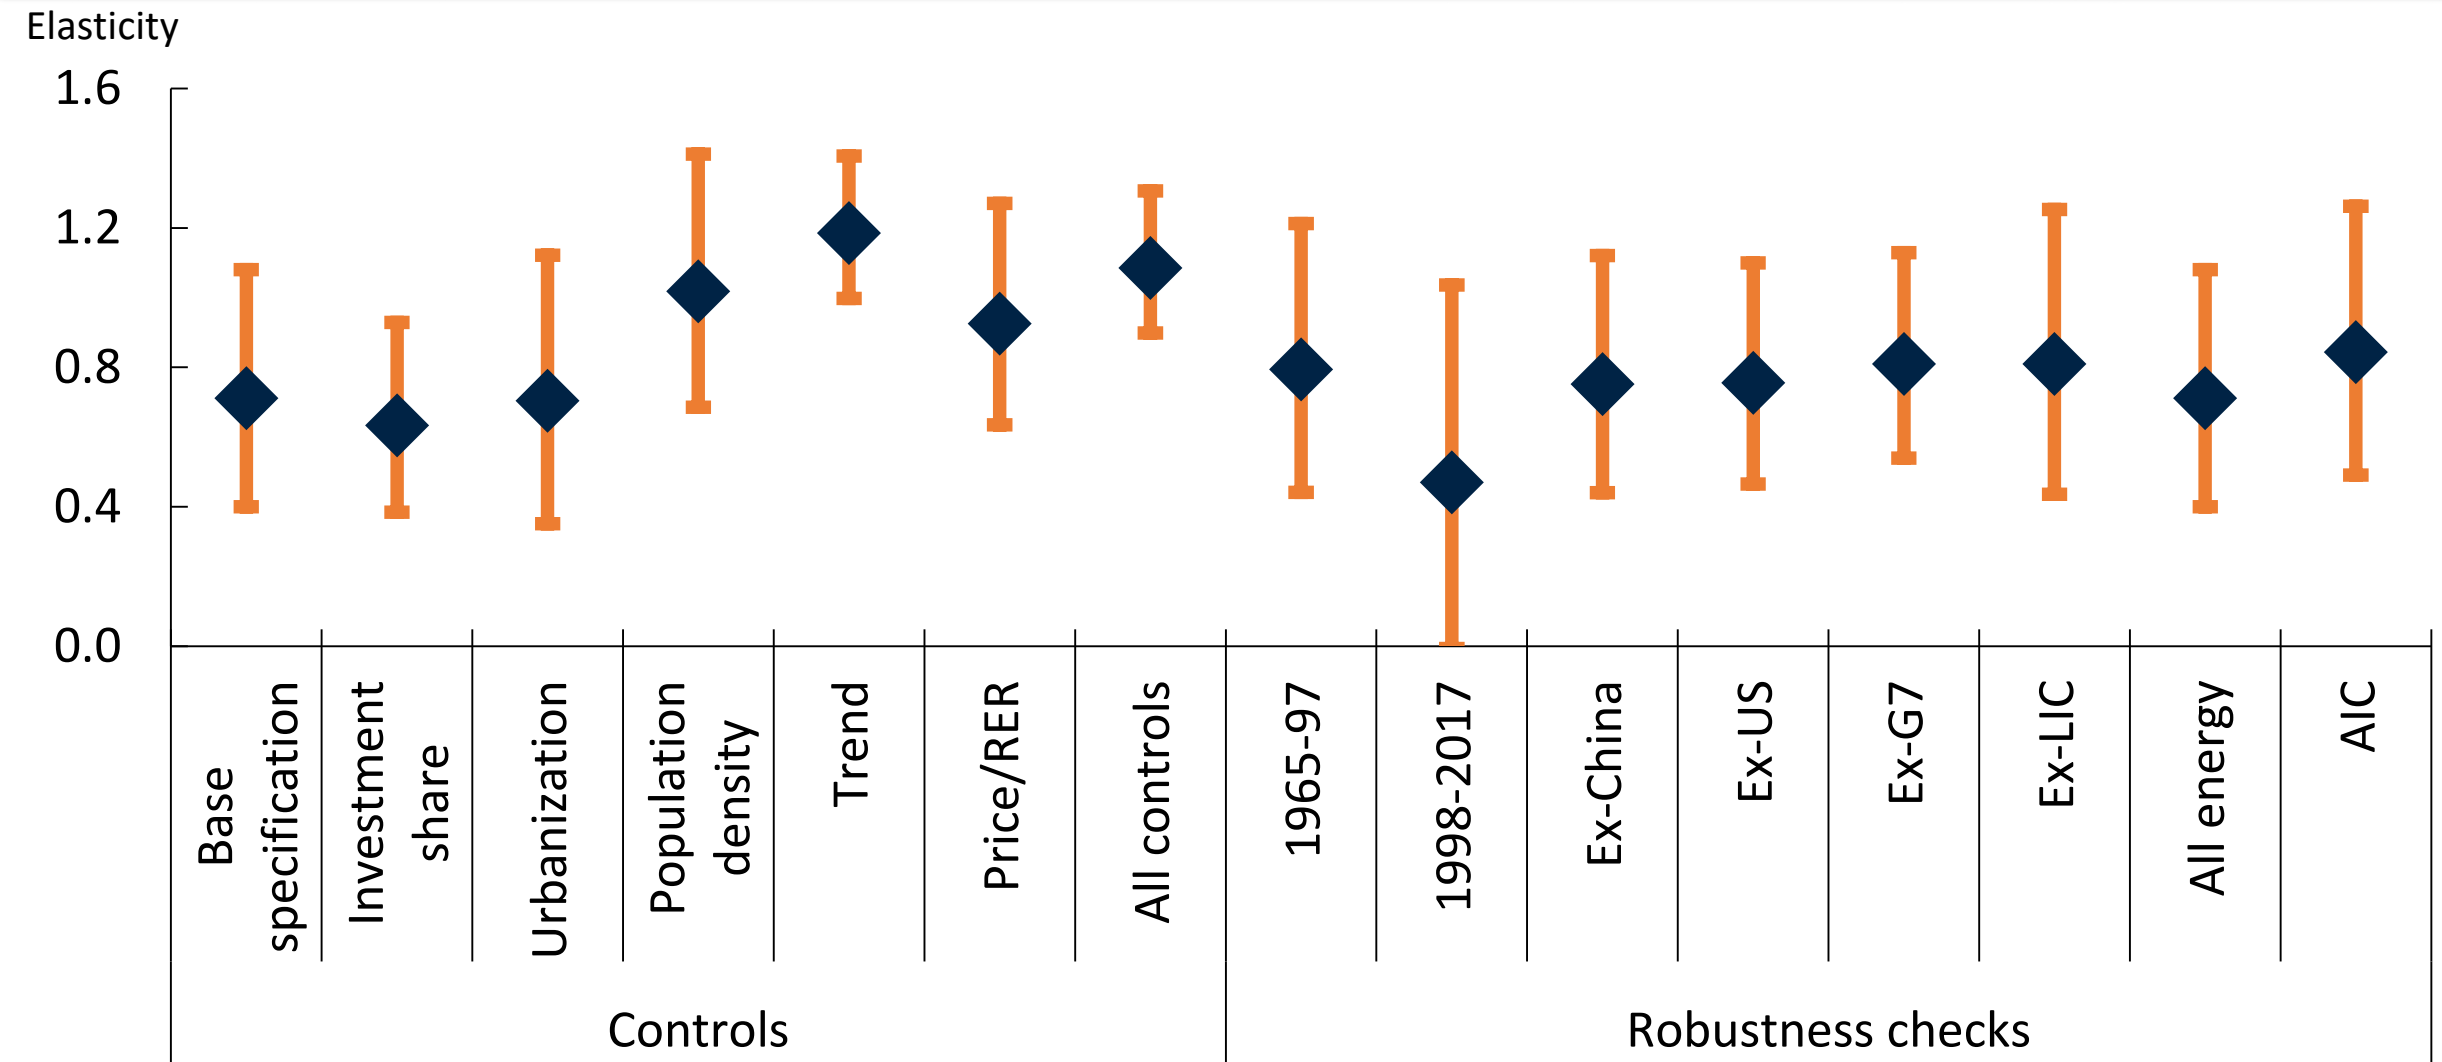 Elasticity
1.6
1.2
0.8
0.4
0.0
Base
specification
Investment
share
Urbanization
Population
density
Trend
Price/RER
All controls
1965-97
1998-2017
Ex-China
Ex-US
Ex-G7
Ex-LIC
All energy
AIC
Controls
Robustness checks